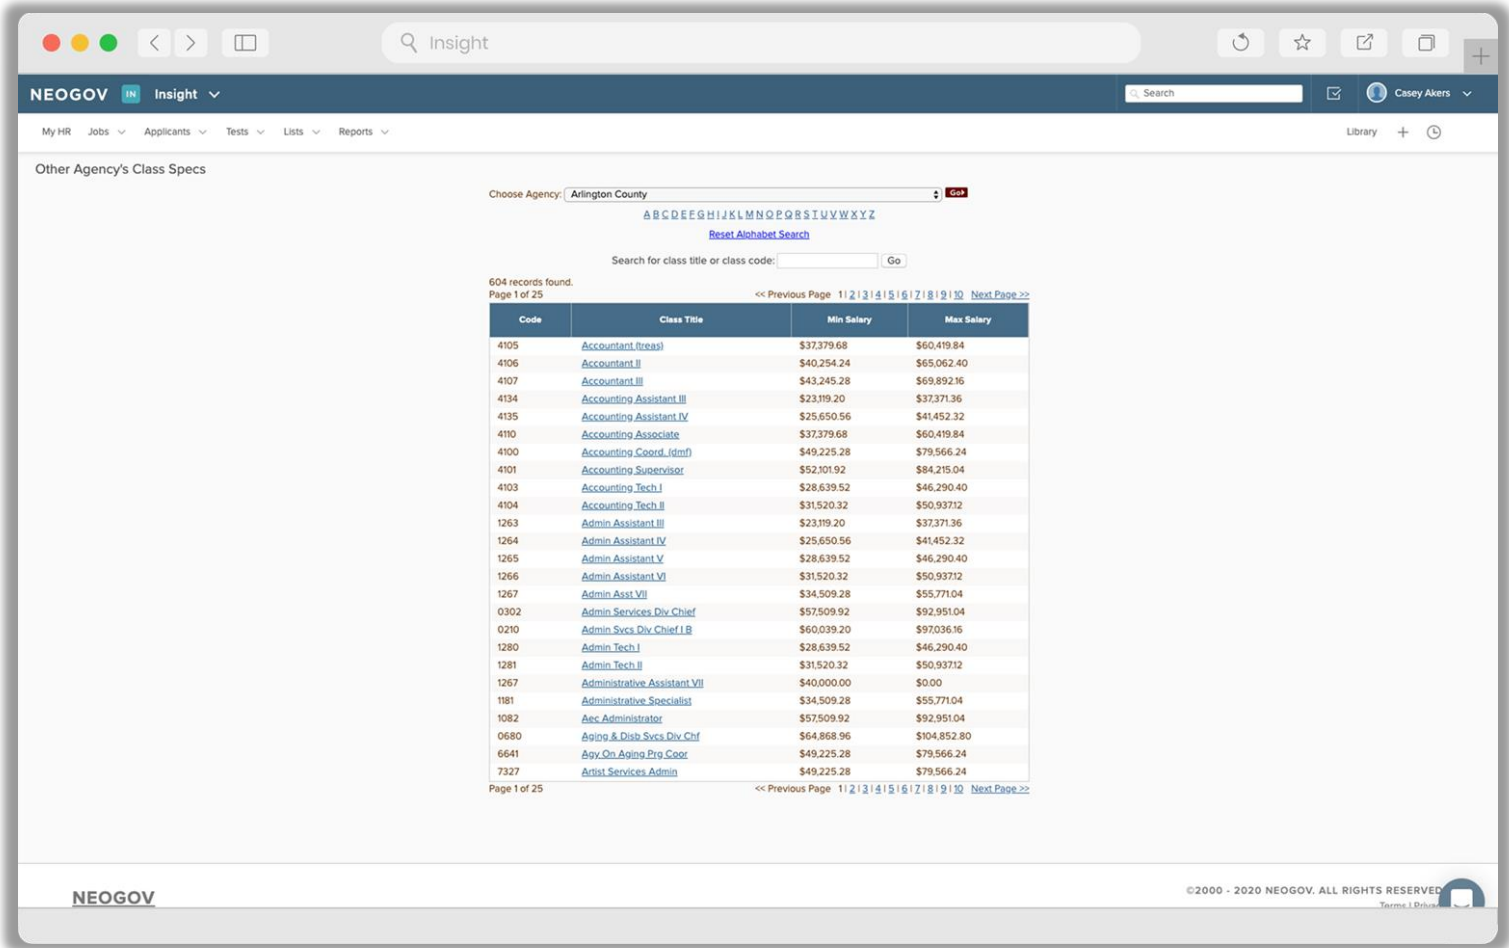 Insight
NEOGOV IN Insight
Search
Casey Akers
My HR Jobs Applicants Tests Lists Reports
Library
Other Agency's Class Specs
Choose Agency: Arlington County Go
A B C D E F G H I J K L M N O P Q R S T U V W X Y Z
Reset Alphabet Search
Search for class title or class code: Go
604 records found.
Page 1 of 25 << Previous Page 1 | 2 | 3 | 4 | 5 | 6 | 7 | 8 | 9 | 10 Next Page >>
Code Class Title Min Salary Max Salary
4105 Accountant (treas) $37,379.68 $60,419.84
4106 Accountant II $40,254.24 $65,062.40
4107 Accountant III $43,245.28 $69,892.16
4134 Accounting Assistant III $23,119.20 $37,371.36
4135 Accounting Assistant IV $25,650.56 $41,452.32
4110 Accounting Associate $37,379.68 $60,419.84
4100 Accounting Coord. (dmf) $49,225.28 $79,566.24
4101 Accounting Supervisor $52,101.92 $84,215.04
4103 Accounting Tech I $28,639.52 $46,290.40
4104 Accounting Tech II $31,520.32 $50,937.12
1263 Admin Assistant III $23,119.20 $37,371.36
1264 Admin Assistant IV $25,650.56 $41,452.32
1265 Admin Assistant V $28,639.52 $46,290.40
1266 Admin Assistant VI $31,520.32 $50,937.12
1267 Admin Asst VII $34,509.28 $55,771.04
0302 Admin Services Div Chief $57,509.92 $92,951.04
0210 Admin Svcs Div Chief I B $60,039.20 $97,036.16
1280 Admin Tech I $28,639.52 $46,290.40
1281 Admin Tech II $31,520.32 $50,937.12
1267 Administrative Assistant VII $40,000.00 $0.00
1181 Administrative Specialist $34,509.28 $55,771.04
1082 Aec Administrator $57,509.92 $92,951.04
0680 Aging & Disb Svcs Div Chf $64,868.96 $104,852.80
6641 Agy On Aging Prg Coor $49,225.28 $79,566.24
7327 Artist Services Admin $49,225.28 $79,566.24
Page 1 of 25 << Previous Page 1 | 2 | 3 | 4 | 5 | 6 | 7 | 8 | 9 | 10 Next Page >>
NEOGOV
©2000 - 2020 NEOGOV. ALL RIGHTS RESERVED
Terms |